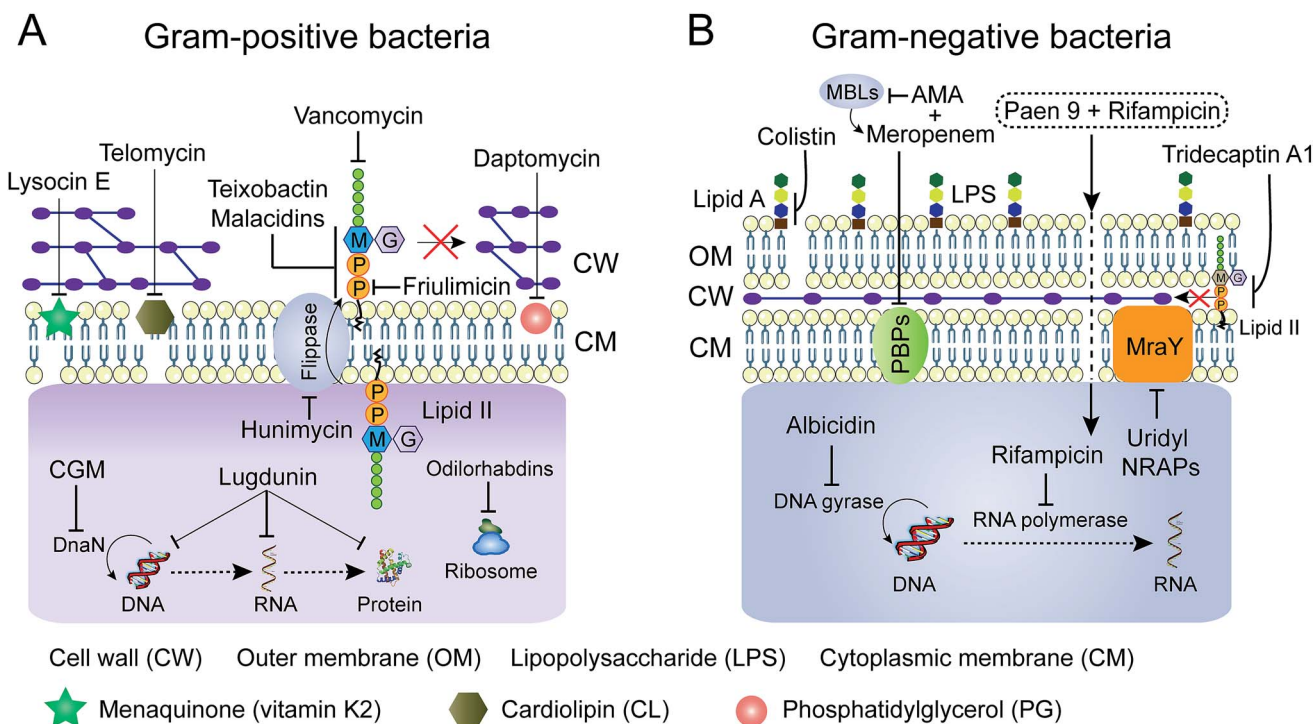 A
Gram-positive bacteria
Vancomycin
Telomycin
Daptomycin
Lysocin E
Teixobactin
Malacidins
M
G
P
P
CW
Friulimicin
Flippase
CM
P
P
Lipid II
M
G
Hunimycin
CGM
Lugdunin
Odilorhabdins
DnaN
Ribosome
DNA
RNA
Protein
B
Gram-negative bacteria
MBLs
AMA
+
Meropenem
Paen 9 + Rifampicin
Colistin
Tridecaptin A1
Lipid A
LPS
OM
M
G
P
P
CW
Lipid II
CM
PBPs
MraY
Albicidin
Uridyl
NRAPs
Rifampicin
DNA gyrase
RNA polymerase
DNA
RNA
Cell wall (CW)
Outer membrane (OM)
Lipopolysaccharide (LPS)
Cytoplasmic membrane (CM)
Menaquinone (vitamin K2)
Cardiolipin (CL)
Phosphatidylglycerol (PG)